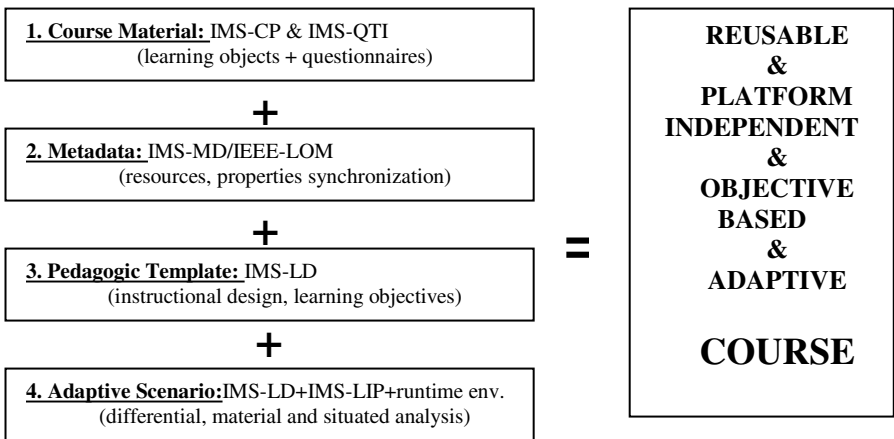 1. Course Material: IMS-CP & IMS-QTI
(learning objects + questionnaires)
+
2. Metadata: IMS-MD/IEEE-LOM
(resources, properties synchronization)
+
3. Pedagogic Template: IMS-LD
(instructional design, learning objectives)
+
4. Adaptive Scenario:IMS-LD+IMS-LIP+runtime env.
(differential, material and situated analysis)
=
REUSABLE
&
PLATFORM
INDEPENDENT
&
OBJECTIVE
BASED
&
ADAPTIVE
COURSE